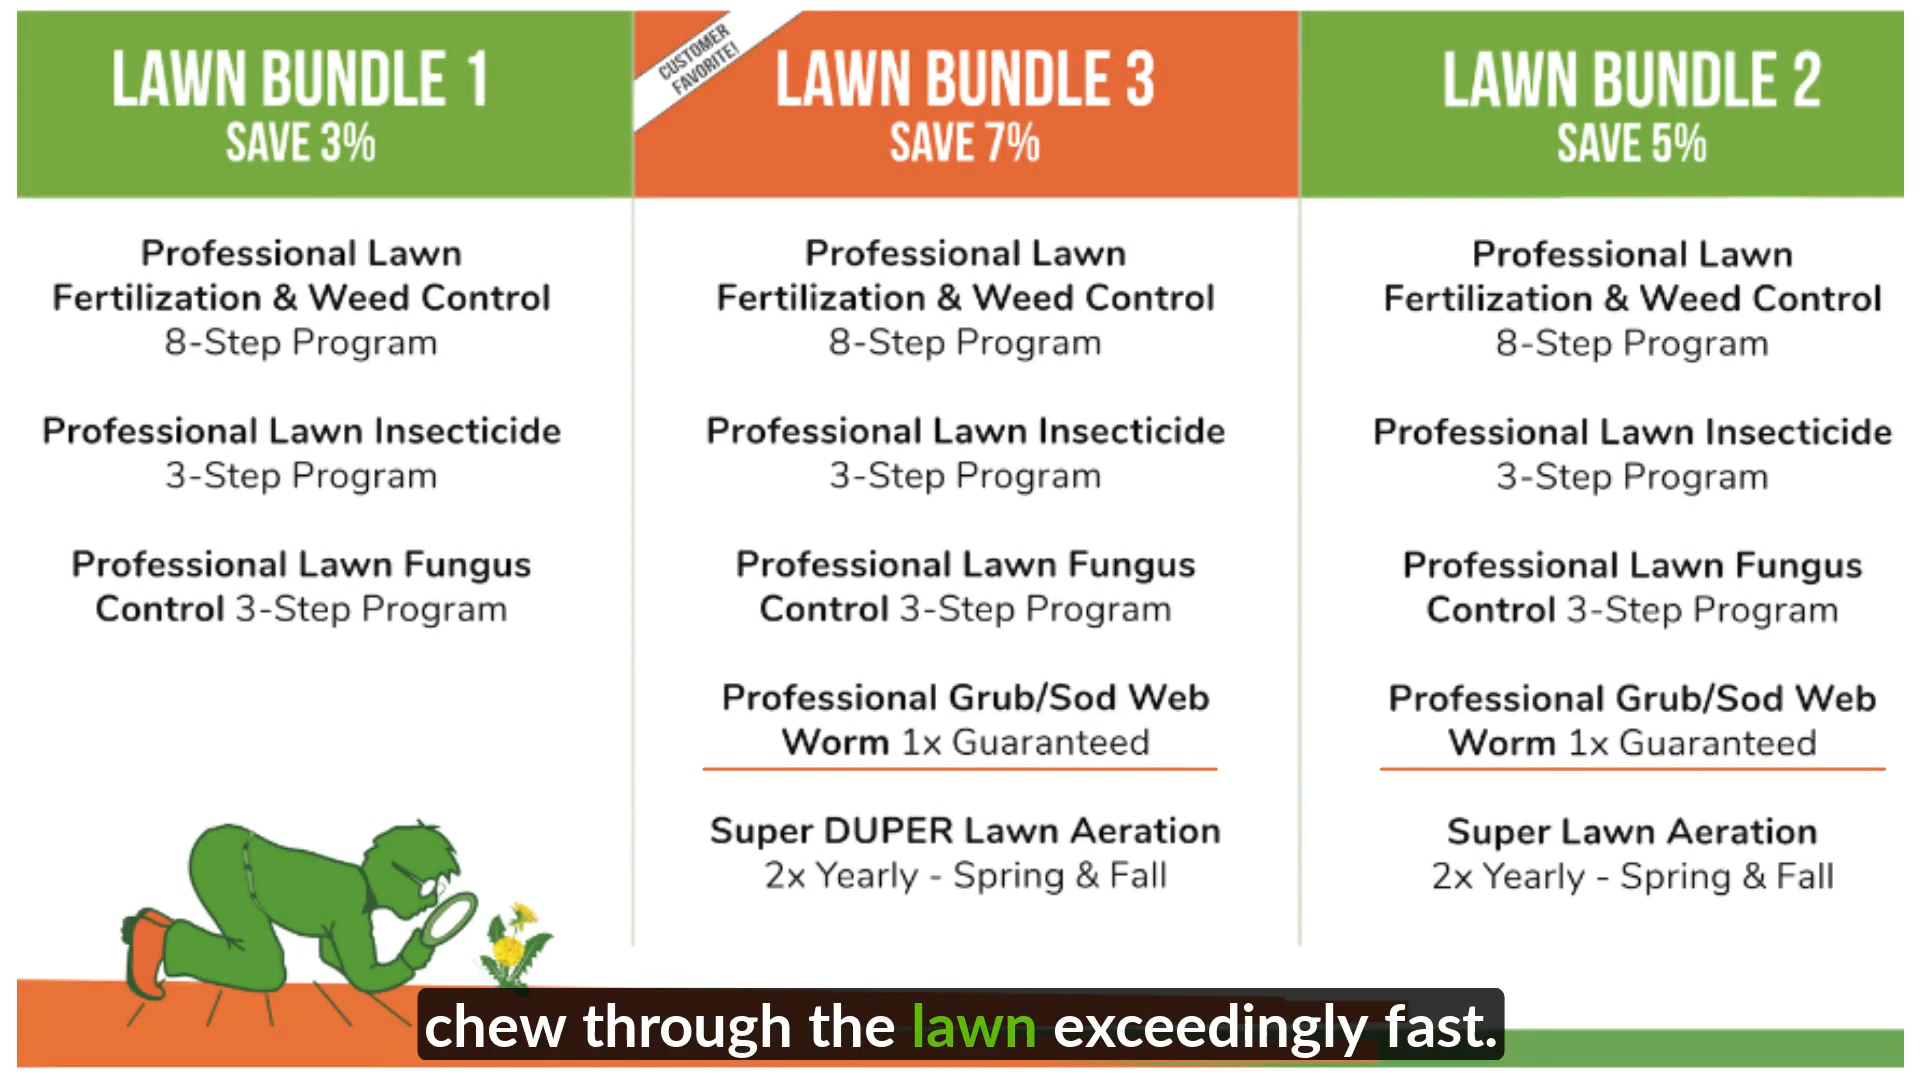 LAWN BUNDLE 1
SAVE 3%
Professional Lawn
Fertilization & Weed Control
8-Step Program
Professional Lawn Insecticide
3-Step Program
Professional Lawn Fungus
Control 3-Step Program
CUSTOMER
FAVORITE!
LAWN BUNDLE 3
SAVE 7%
Professional Lawn
Fertilization & Weed Control
8-Step Program
Professional Lawn Insecticide
3-Step Program
Professional Lawn Fungus
Control 3-Step Program
Professional Grub/Sod Web
Worm 1x Guaranteed
Super DUPER Lawn Aeration
2x Yearly - Spring & Fall
LAWN BUNDLE 2
SAVE 5%
Professional Lawn
Fertilization & Weed Control
8-Step Program
Professional Lawn Insecticide
3-Step Program
Professional Lawn Fungus
Control 3-Step Program
Professional Grub/Sod Web
Worm 1x Guaranteed
Super Lawn Aeration
2x Yearly - Spring & Fall
chew through the lawn exceedingly fast.